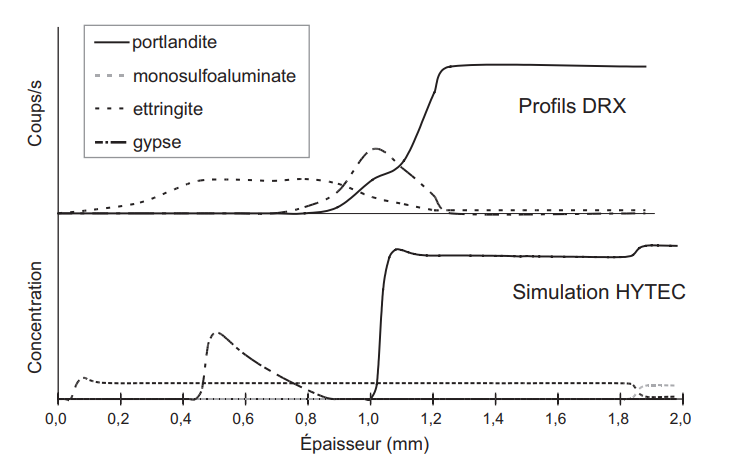 Coups/s
portlandite
monosulfoaluminate
ettringite
gypse
Profils DRX
Concentration
Simulation HYTEC
0,0 0,2 0,4 0,6 0,8 1,0 1,2 1,4 1,6 1,8 2,0
Épaisseur (mm)